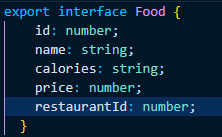 export interface Food {
id: number;
name: string;
calories: string;
price: number;
restaurantId: number;
}